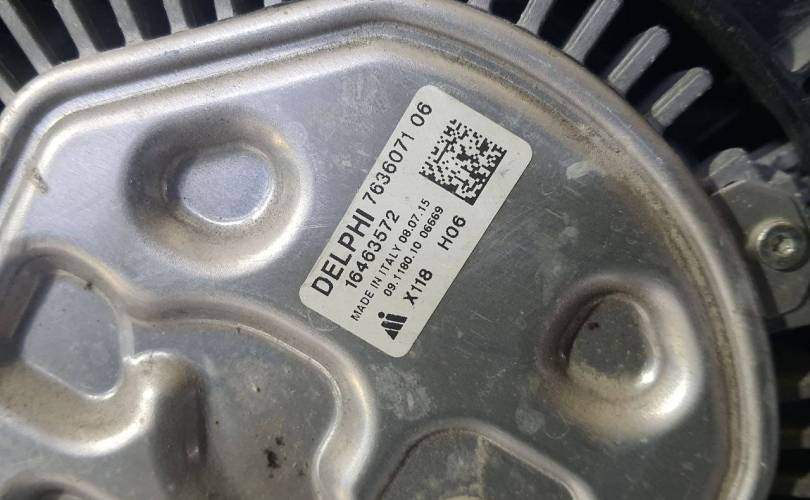 DELPHI 7636071 06
16463572
MADE IN ITALY 08.07.15
09.1180.10 06669
X118 H06